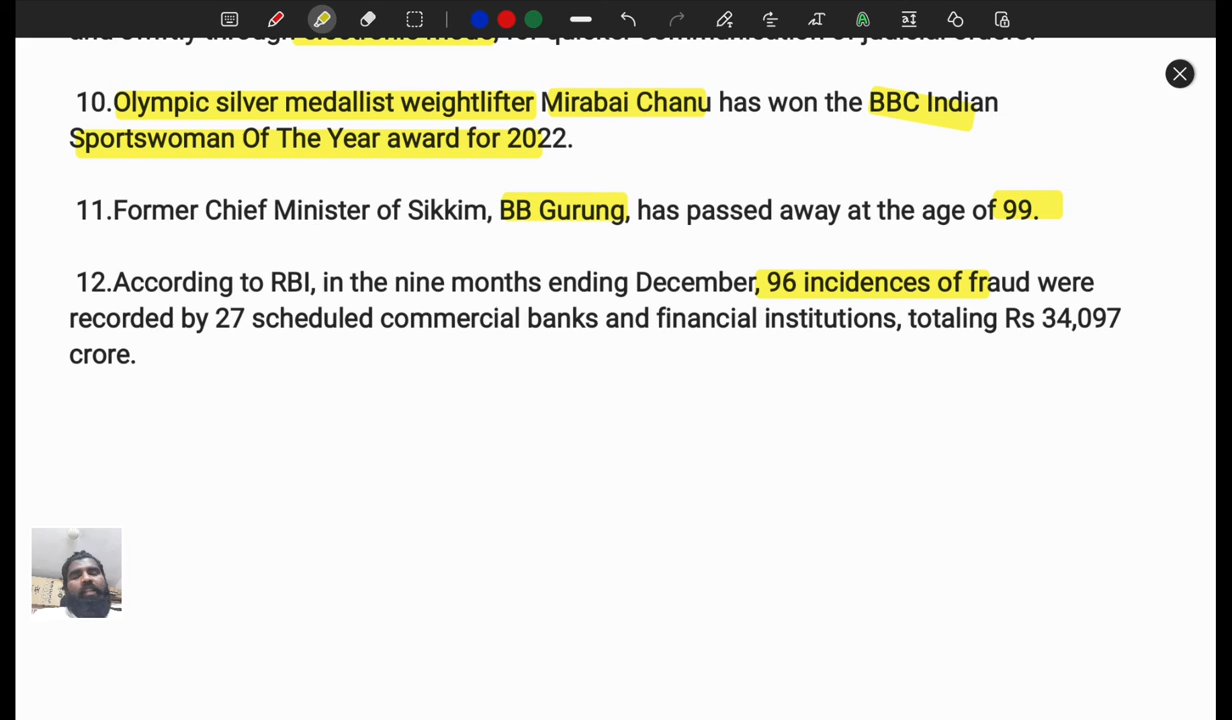 10.Olympic silver medallist weightlifter Mirabai Chanu has won the BBC Indian
Sportswoman Of The Year award for 2022.
11.Former Chief Minister of Sikkim, BB Gurung, has passed away at the age of 99.
12.According to RBI, in the nine months ending December, 96 incidences of fraud were
recorded by 27 scheduled commercial banks and financial institutions, totaling Rs 34,097
crore.